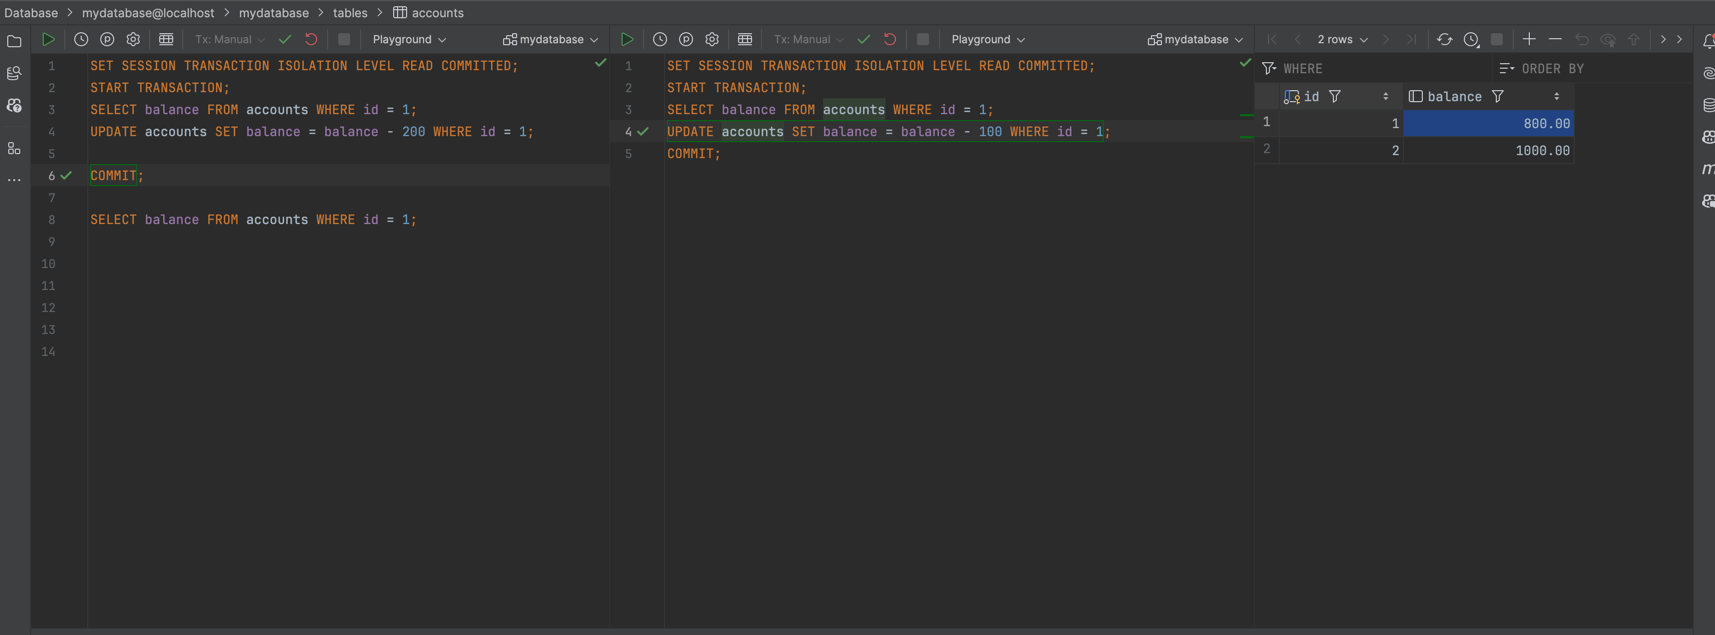 Database > mydatabase@localhost > mydatabase > tables > accounts
Tx: Manual Playground mydatabase
1 SET SESSION TRANSACTION ISOLATION LEVEL READ COMMITTED;
2 START TRANSACTION;
3 SELECT balance FROM accounts WHERE id = 1;
4 UPDATE accounts SET balance = balance - 200 WHERE id = 1;
5
6 COMMIT;
7
8 SELECT balance FROM accounts WHERE id = 1;
9
10
11
12
13
14
Tx: Manual Playground mydatabase
1 SET SESSION TRANSACTION ISOLATION LEVEL READ COMMITTED;
2 START TRANSACTION;
3 SELECT balance FROM accounts WHERE id = 1;
4 UPDATE accounts SET balance = balance - 100 WHERE id = 1;
5 COMMIT;
2 rows
WHERE ORDER BY
id balance
1 1 800.00
2 2 1000.00
m